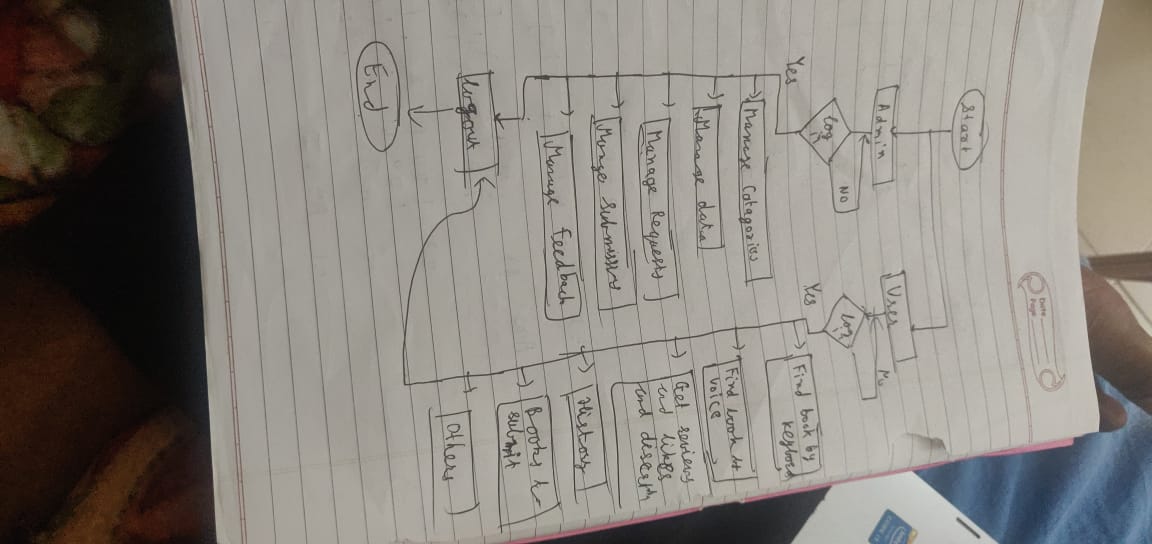 Date
Page
Start
Admin
User
No
NO
Log
in
Log
in
Yes
Yes
Find book by
keyboed
Manage Catagories
Find book by
voice
Manage data
Get reviews
and likes
and
Manage Requests
Manage Submissions
History
Manage feedback
Books to
submit
logout
Others
End